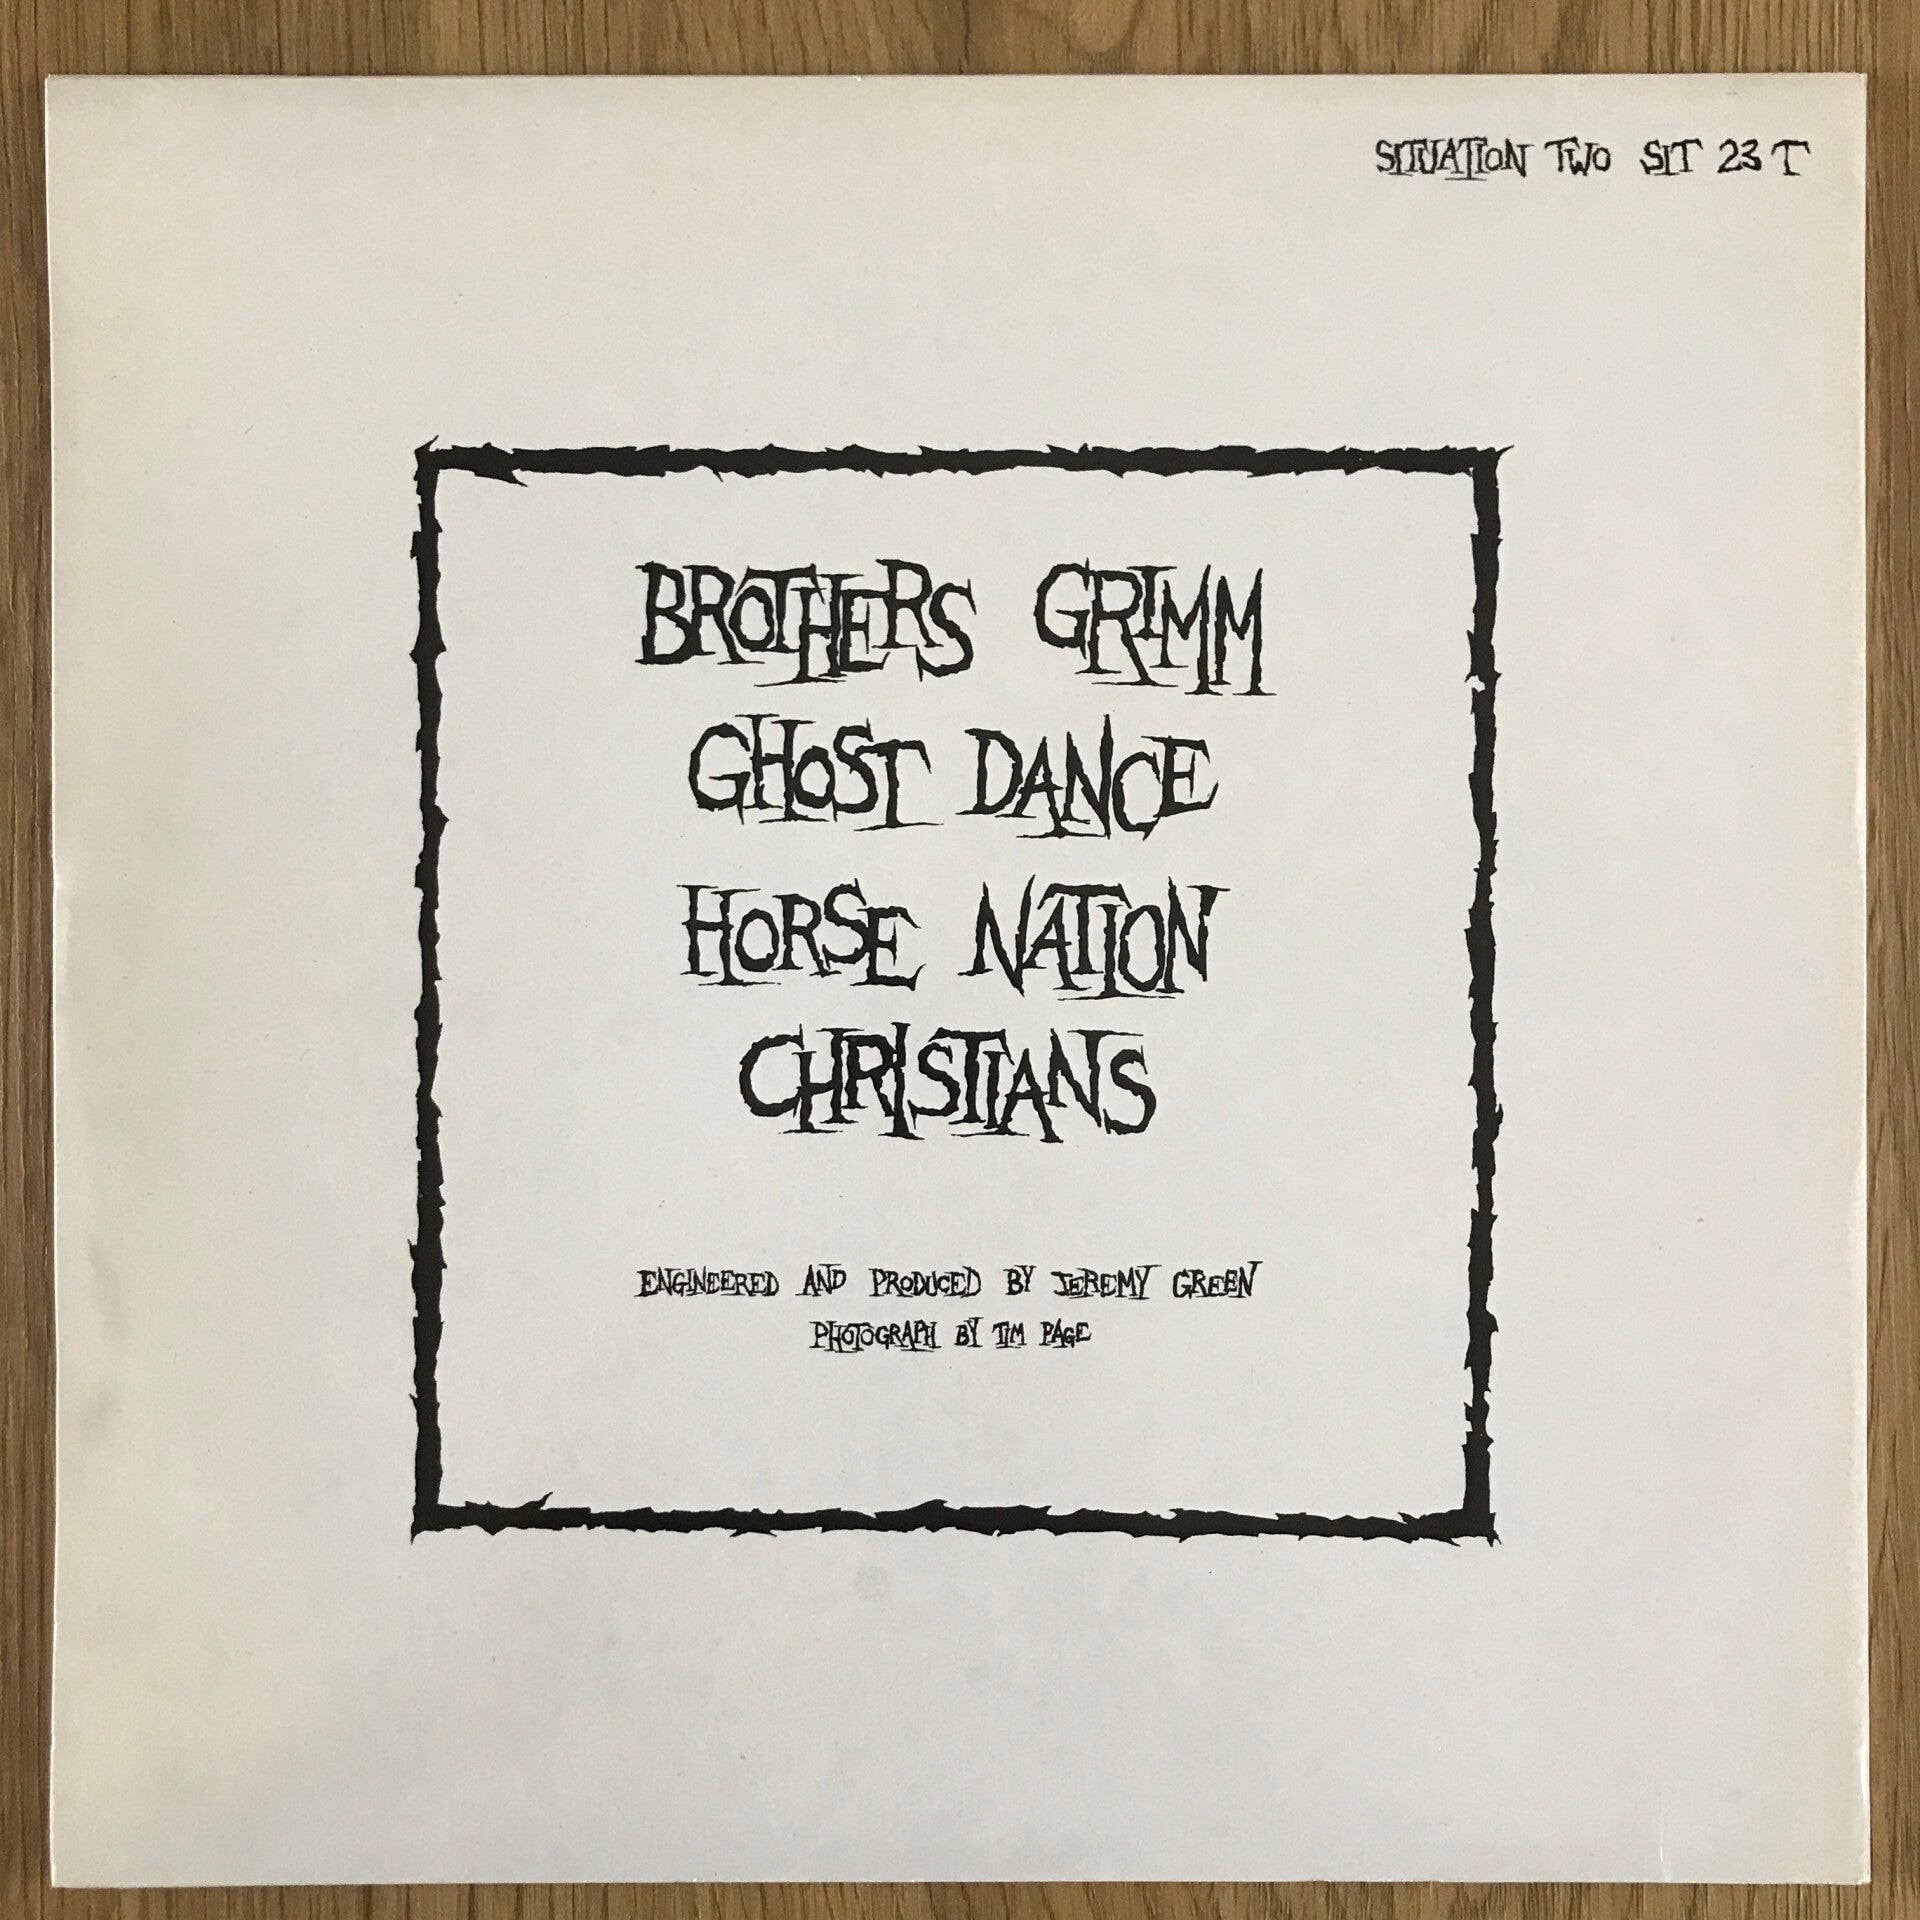 SITUATION TWO SIT 23 T
BROTHERS GRIMM
GHOST DANCE
HORSE NATION
CHRISTIANS
ENGINEERED AND PRODUCED BY JEREMY GREEN
PHOTOGRAPH BY TIM PAGE